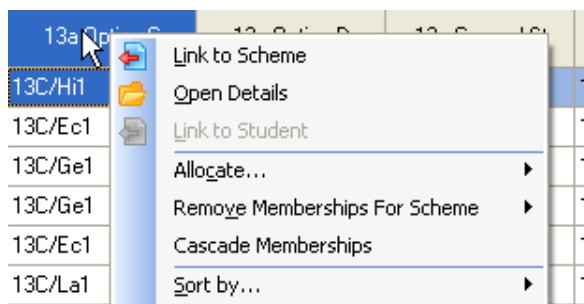 13a Option
Link to Scheme
13C/Hi1
Open Details
13C/Ec1
Link to Student
13C/Ge1
Allocate...
13C/Ge1
Remove Memberships For Scheme
13C/Ec1
Cascade Memberships
13C/La1
Sort by...